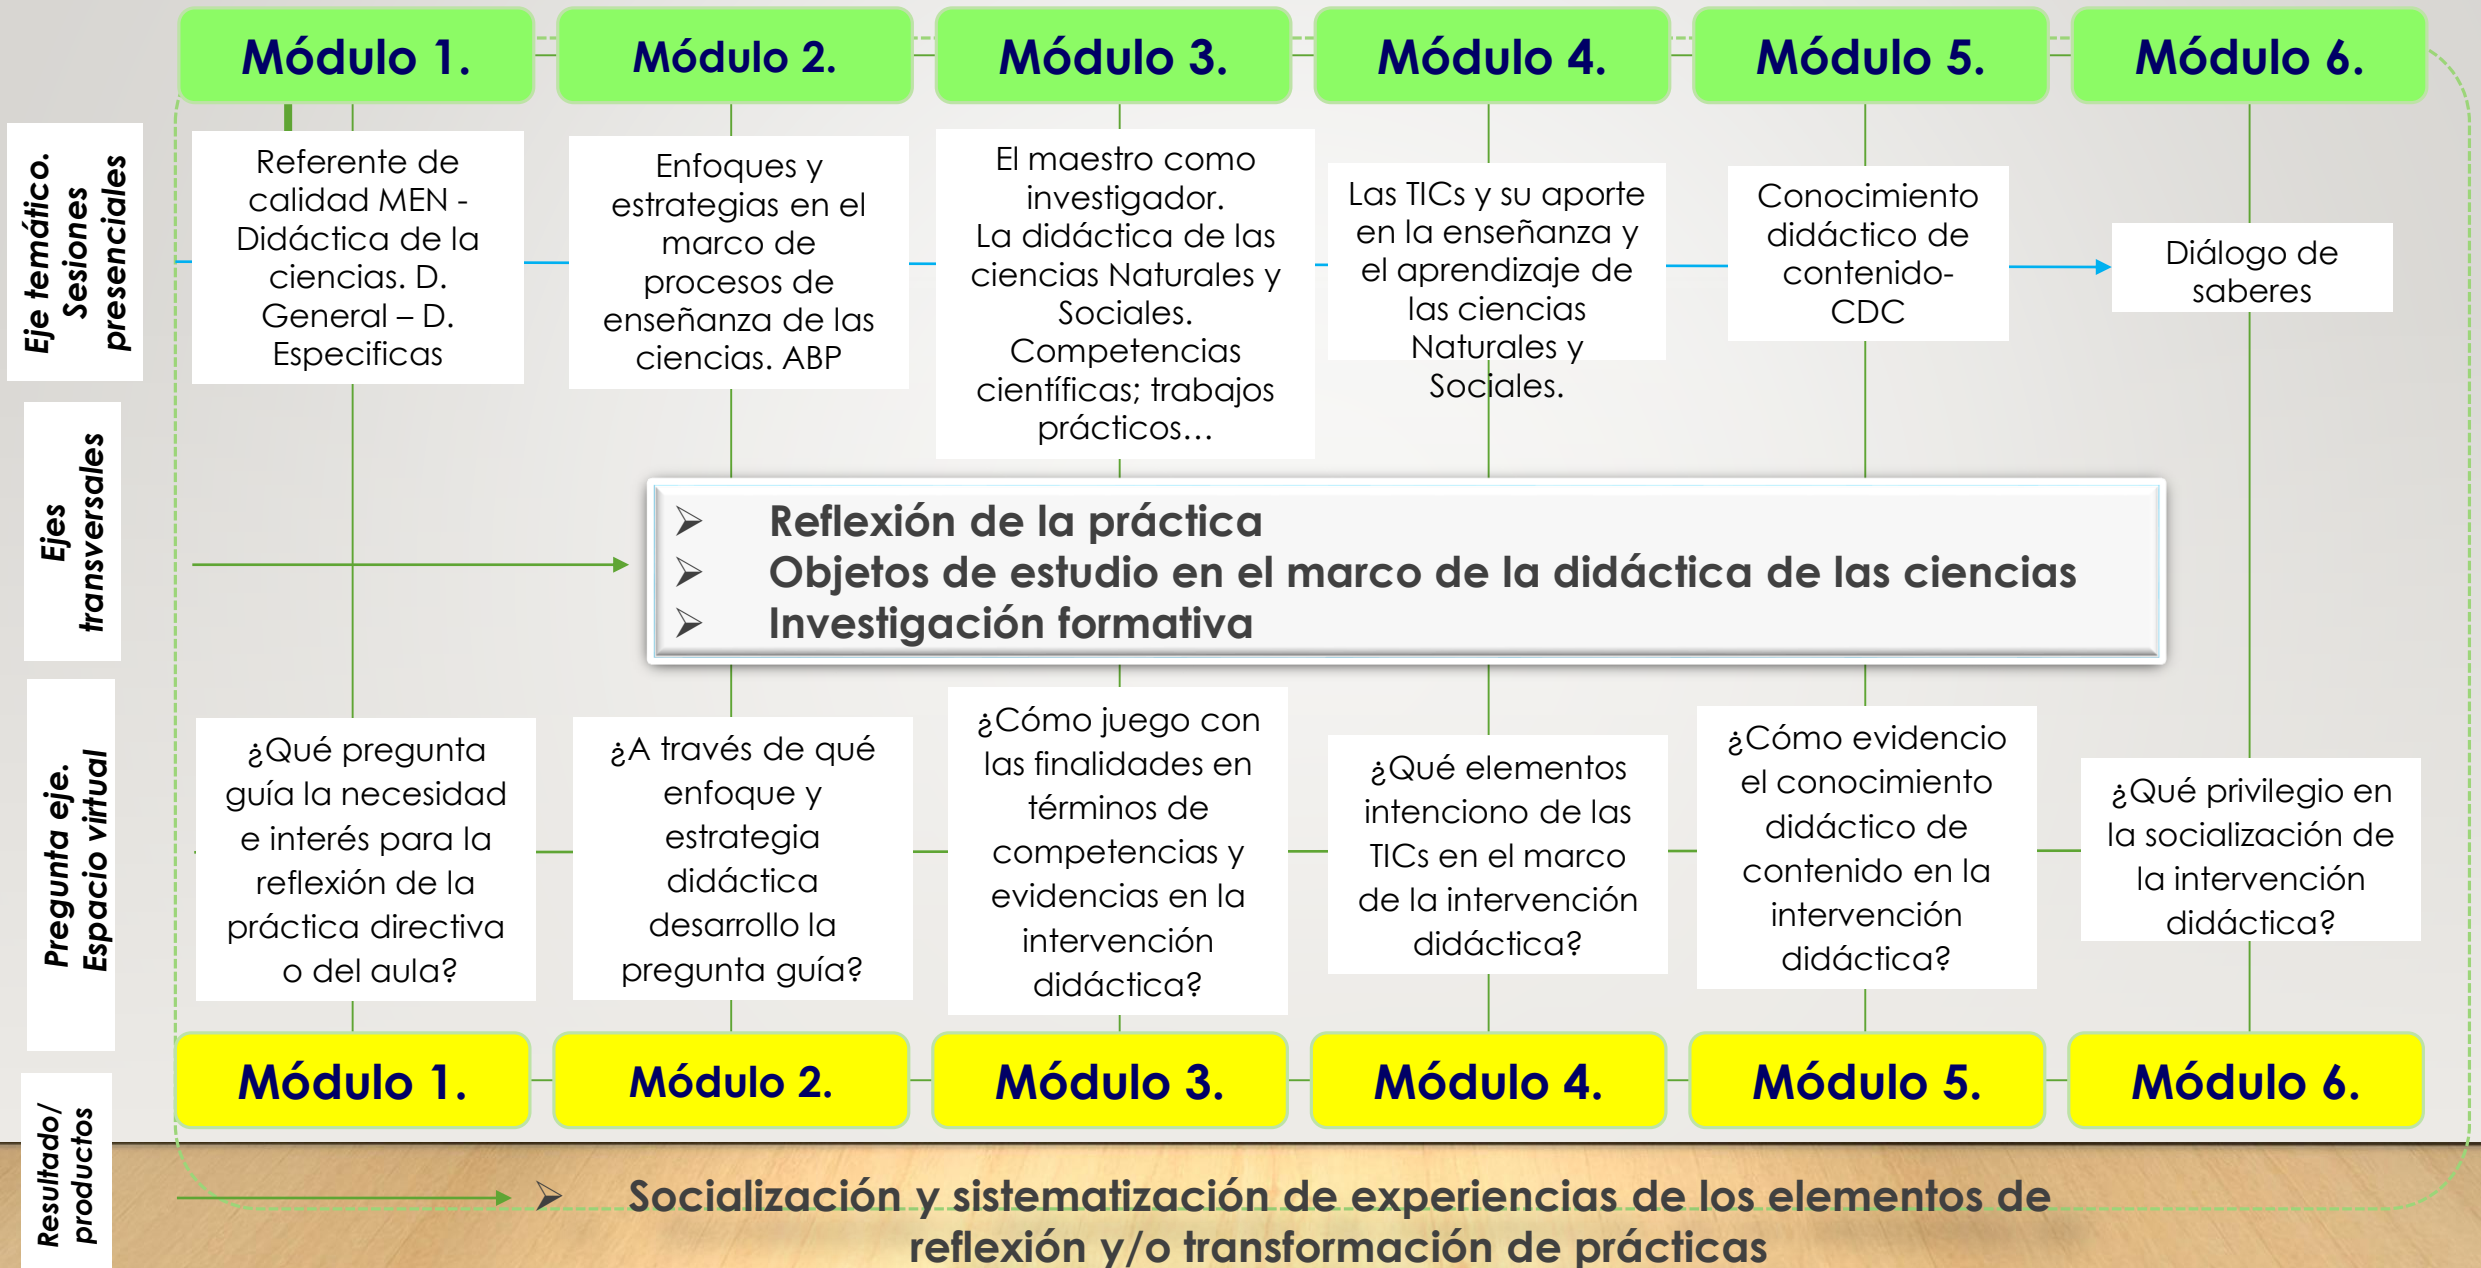 Módulo 1.
Módulo 2.
Módulo 3.
Módulo 4.
Módulo 5.
Módulo 6.
Eje temático.
Sesiones
presenciales
Referente de
calidad MEN -
Didáctica de la
ciencias. D.
General – D.
Especificas
Enfoques y
estrategias en el
marco de
procesos de
enseñanza de las
ciencias. ABP
El maestro como
investigador.
La didáctica de las
ciencias Naturales y
Sociales.
Competencias
científicas; trabajos
prácticos…
Las TICs y su aporte
en la enseñanza y
el aprendizaje de
las ciencias
Naturales y
Sociales.
Conocimiento
didáctico de
contenido-
CDC
Diálogo de
saberes
Ejes
transversales
➢ Reflexión de la práctica
➢ Objetos de estudio en el marco de la didáctica de las ciencias
➢ Investigación formativa
Pregunta eje.
Espacio virtual
¿Qué pregunta
guía la necesidad
e interés para la
reflexión de la
práctica directiva
o del aula?
¿A través de qué
enfoque y
estrategia
didáctica
desarrollo la
pregunta guía?
¿Cómo juego con
las finalidades en
términos de
competencias y
evidencias en la
intervención
didáctica?
¿Qué elementos
intenciono de las
TICs en el marco
de la intervención
didáctica?
¿Cómo evidencio
el conocimiento
didáctico de
contenido en la
intervención
didáctica?
¿Qué privilegio en
la socialización de
la intervención
didáctica?
Módulo 1.
Módulo 2.
Módulo 3.
Módulo 4.
Módulo 5.
Módulo 6.
Resultado/
productos
➢ Socialización y sistematización de experiencias de los elementos de
reflexión y/o transformación de prácticas